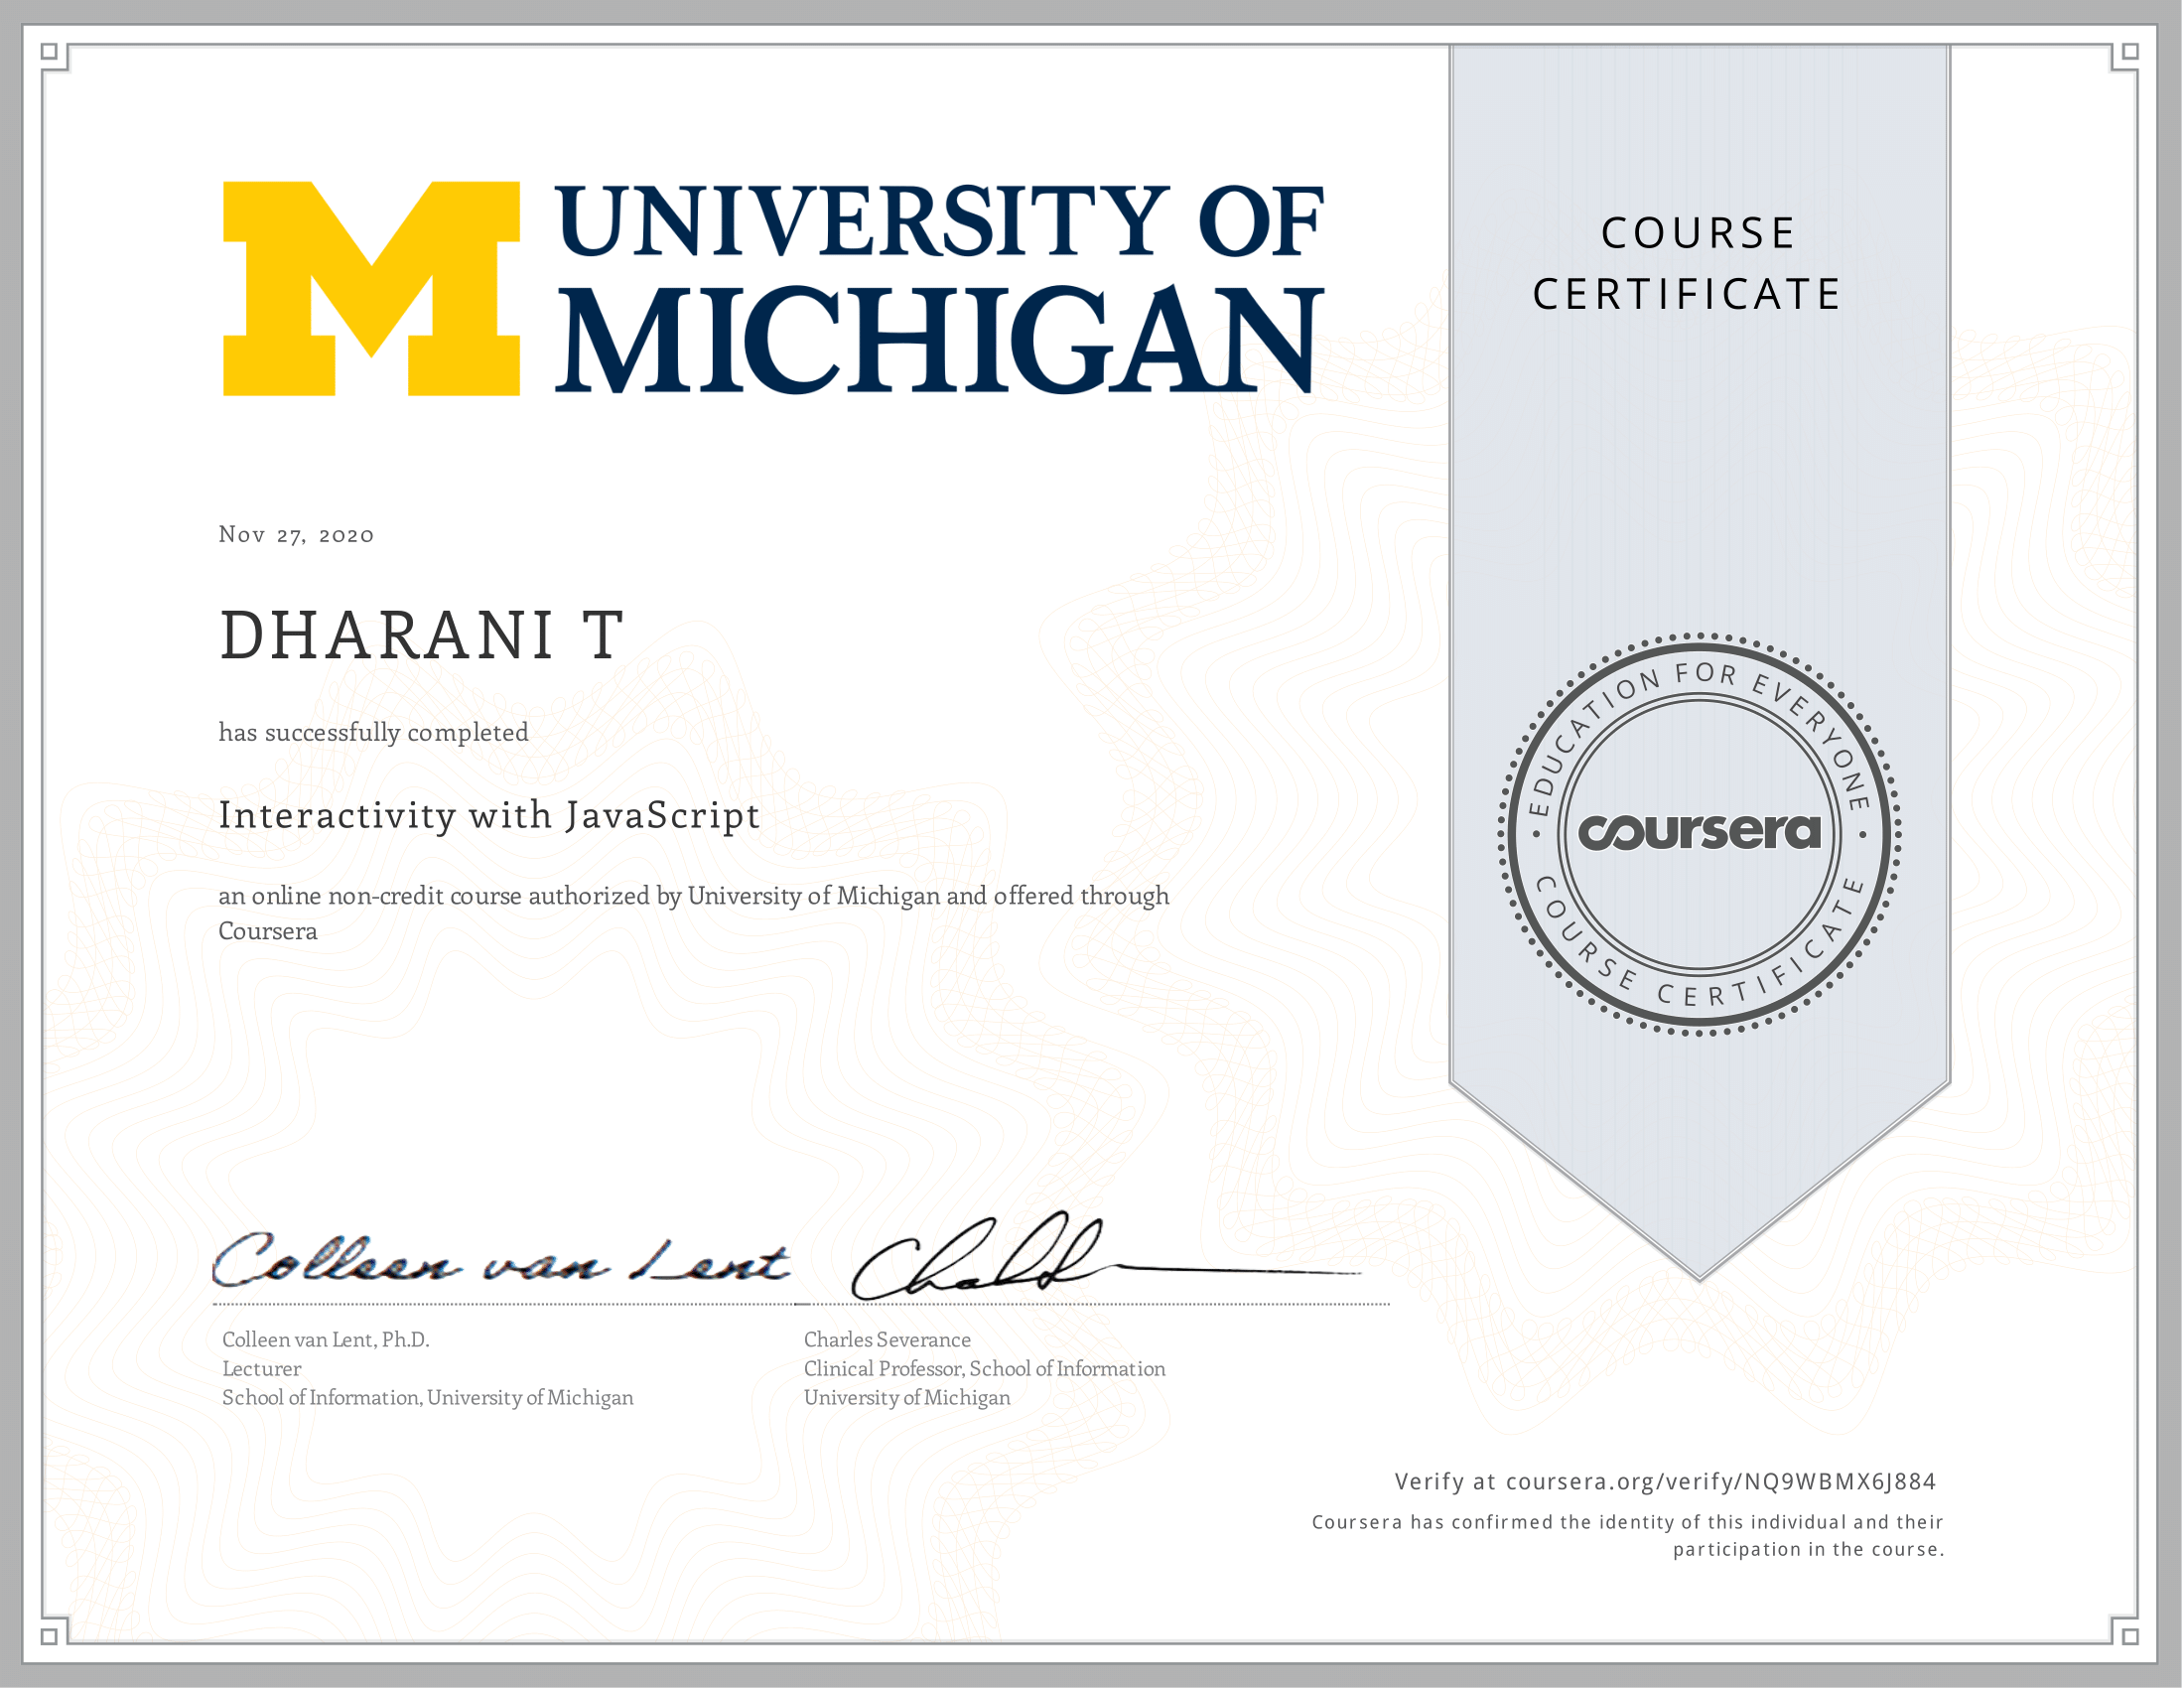 UNIVERSITY OF
MICHIGAN
COURSE
CERTIFICATE
Nov 27, 2020
DHARANI T
has successfully completed
Interactivity with JavaScript
an online non-credit course authorized by University of Michigan and offered through
Coursera
EDUCATION FOR EVERYONE
coursera
COURSE CERTIFICATE
Colleen van Lent
Colleen van Lent, Ph.D.
Lecturer
School of Information, University of Michigan
Charles Severance
Clinical Professor, School of Information
University of Michigan
Verify at coursera.org/verify/NQ9WBMX6J884
Coursera has confirmed the identity of this individual and their
participation in the course.